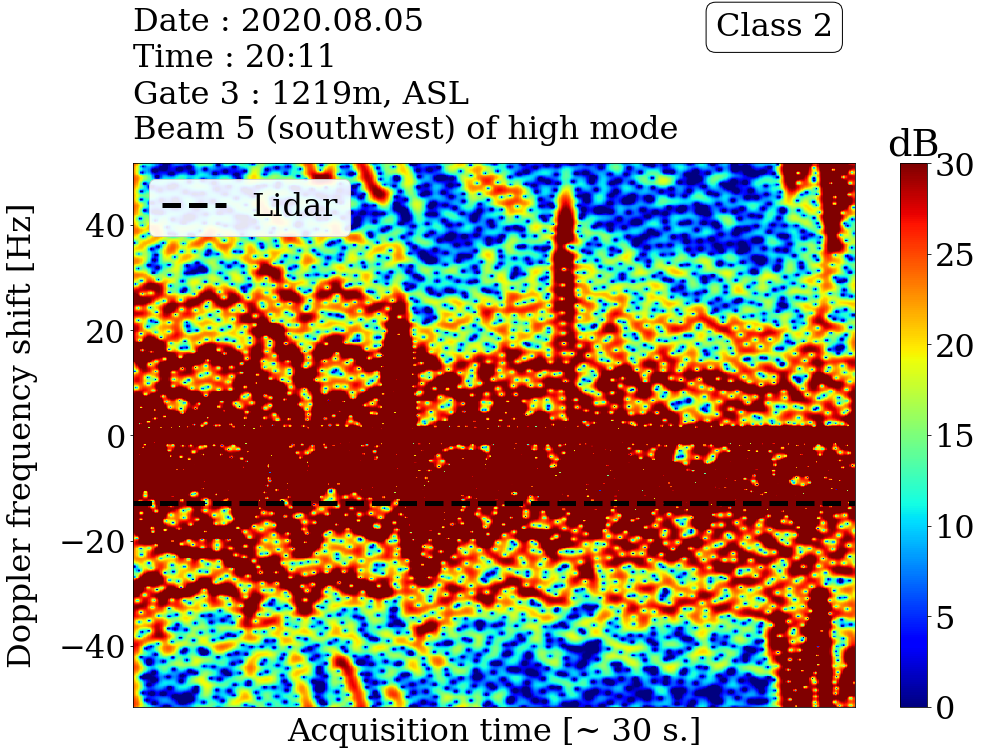 Date : 2020.08.05
Time : 20:11
Gate 3 : 1219m, ASL
Beam 5 (southwest) of high mode
Class 2
dB
Lidar
Doppler frequency shift [Hz]
40
20
0
−20
−40
Acquisition time [~ 30 s.]
30
25
20
15
10
5
0